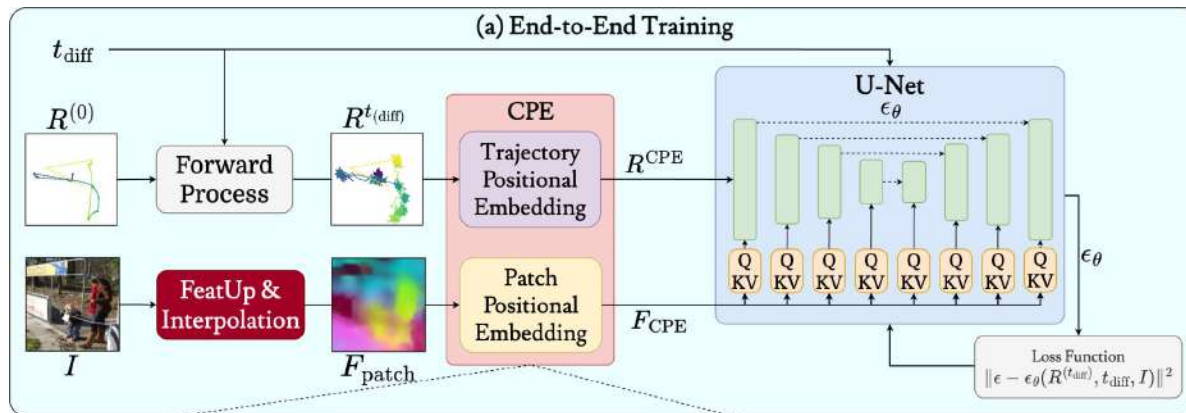 (a) End-to-End Training
t_diff
R^(0)
Forward
Process
R^t_(diff)
CPE
Trajectory
Positional
Embedding
R^CPE
U-Net
ϵ_θ
I
FeatUp &
Interpolation
F_patch
Patch
Positional
Embedding
F_CPE
Q
KV
Q
KV
Q
KV
Q
KV
Q
KV
Q
KV
Q
KV
Q
KV
ϵ_θ
Loss Function
‖ϵ − ϵ_θ(R^(t_diff), t_diff, I)‖²